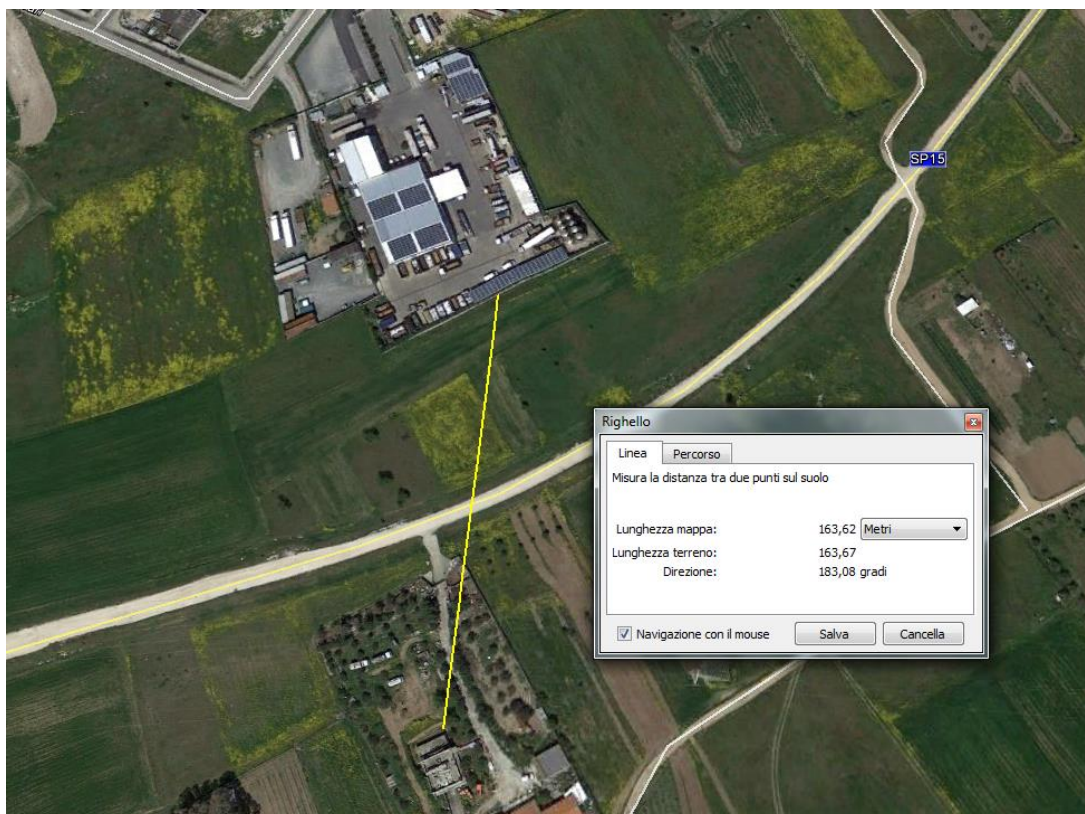 SP15
Righello
Linea Percorso
Misura la distanza tra due punti sul suolo
Lunghezza mappa: 163,62 Metri
Lunghezza terreno: 163,67
Direzione: 183,08 gradi
Navigazione con il mouse Salva Cancella